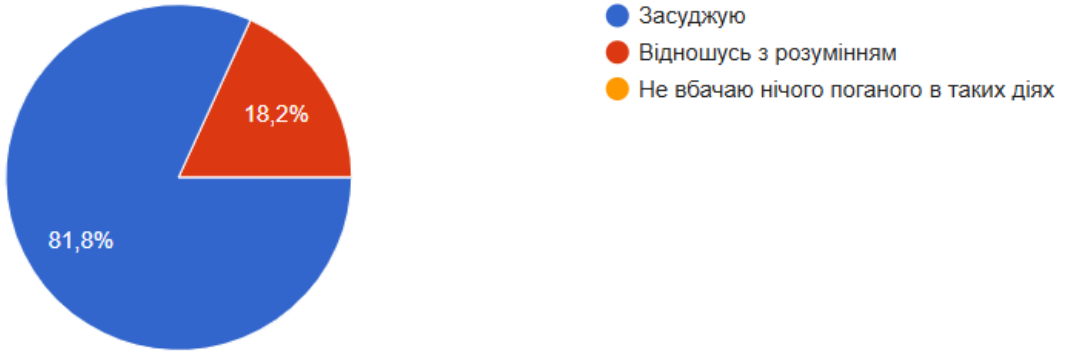 Засуджую
Відношусь з розумінням
Не вбачаю нічого поганого в таких діях
18,2%
81,8%